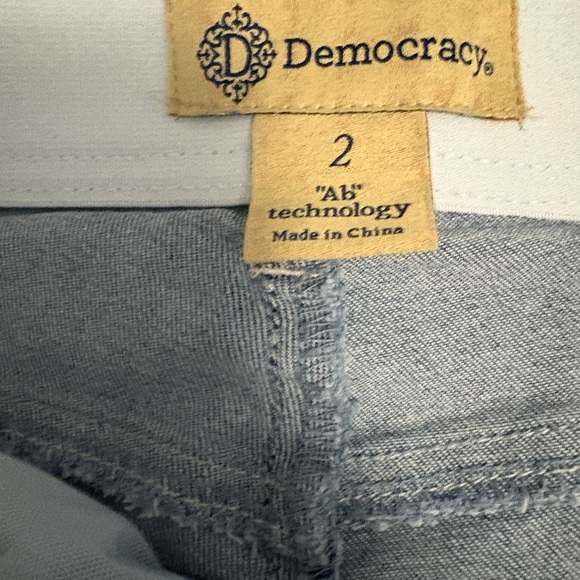 D Democracy®
2
"Ab"
technology
Made in China